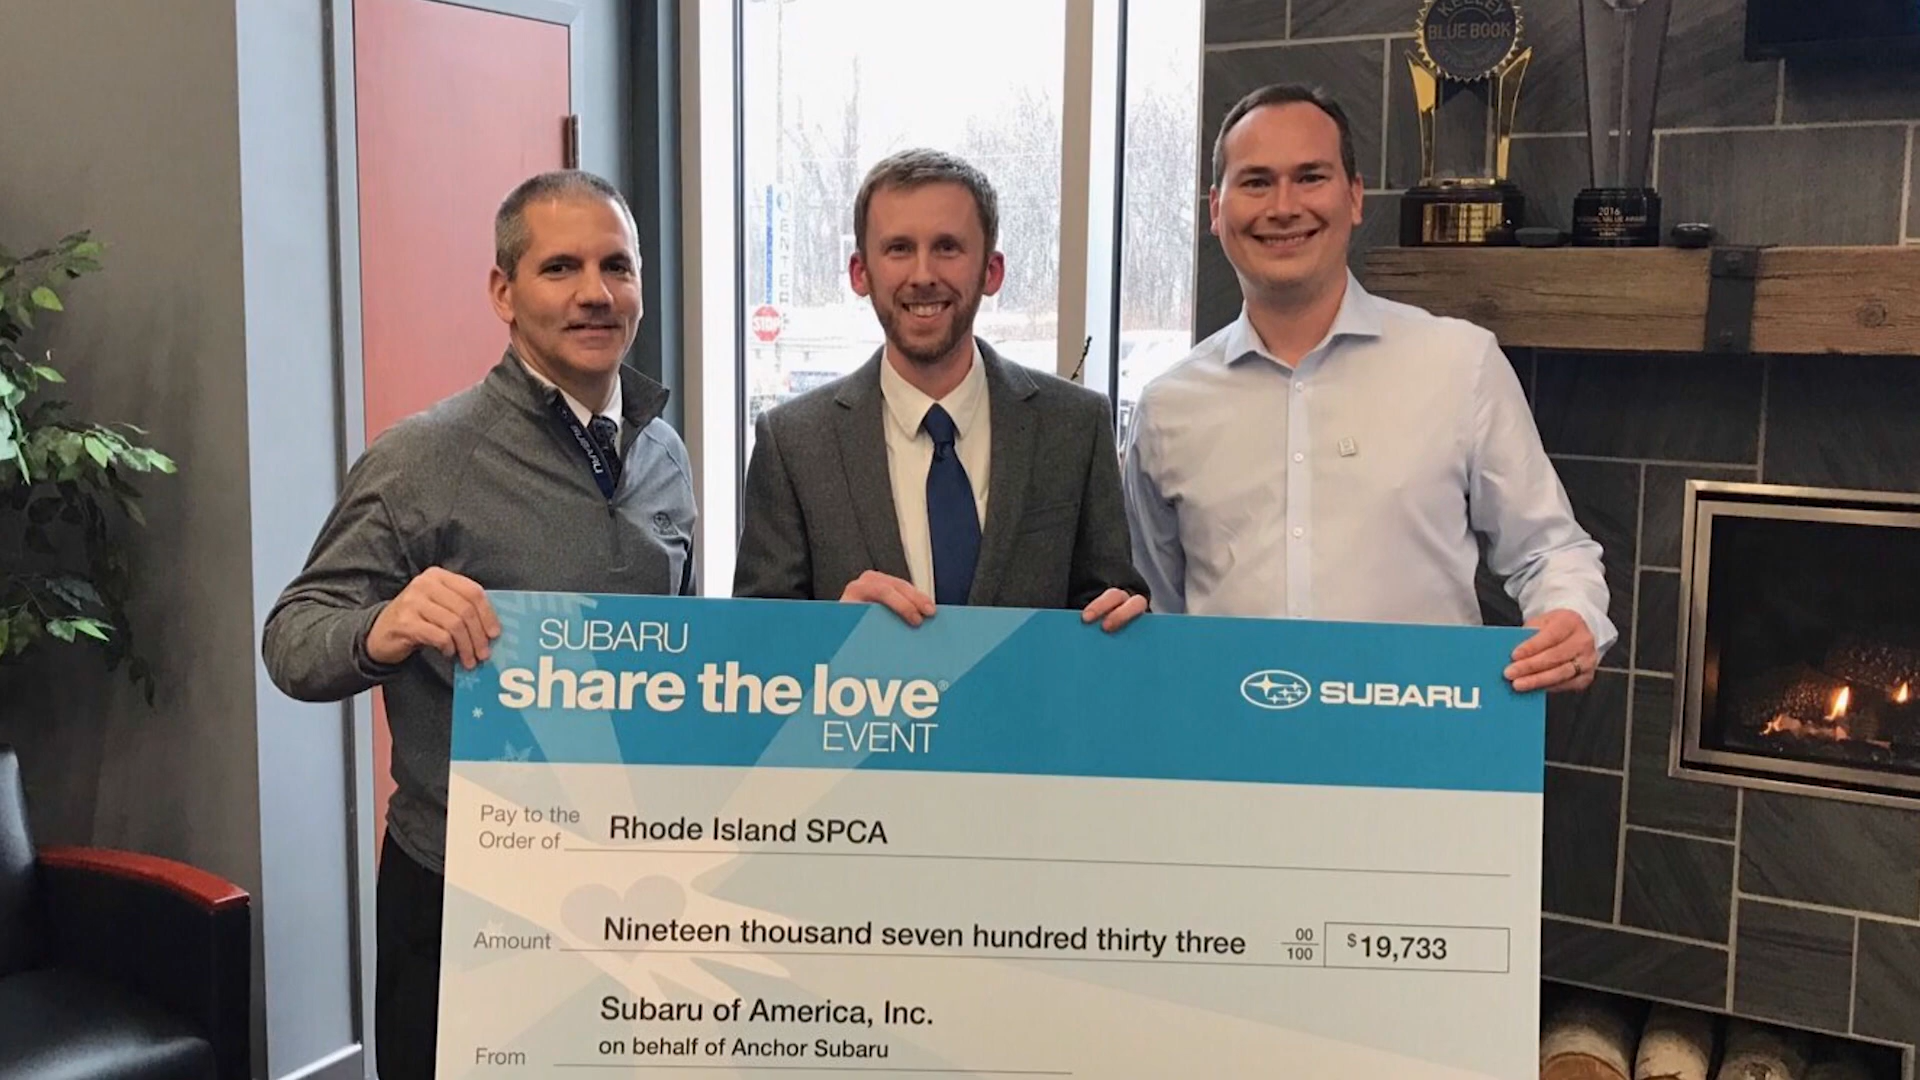 KELLEY
BLUE BOOK
2016
CENTER
STOP
SUBARU
SUBARU
share the love®
EVENT
SUBARU
Pay to the
Order of
Rhode Island SPCA
Amount
Nineteen thousand seven hundred thirty three
00
100
$19,733
From
Subaru of America, Inc.
on behalf of Anchor Subaru